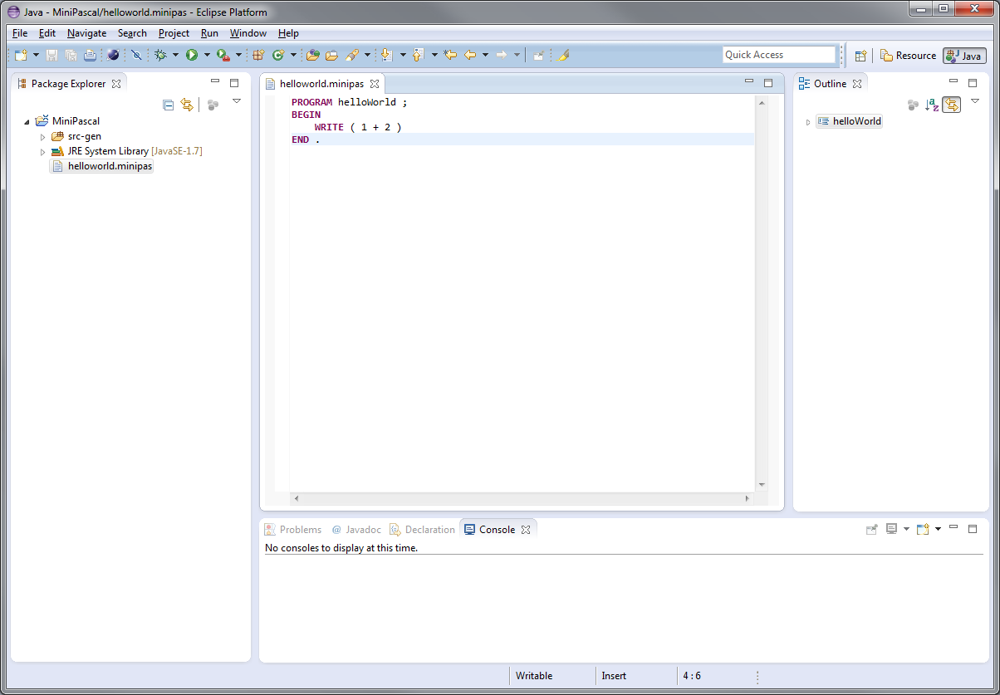 Java - MiniPascal/helloworld.minipas - Eclipse Platform
File Edit Navigate Search Project Run Window Help
Quick Access
Resource
Java
Package Explorer
MiniPascal
src-gen
JRE System Library [JavaSE-1.7]
helloworld.minipas
helloworld.minipas
PROGRAM helloWorld ;
BEGIN
WRITE ( 1 + 2 )
END .
Outline
helloWorld
Problems @ Javadoc Declaration Console
No consoles to display at this time.
Writable Insert 4 : 6